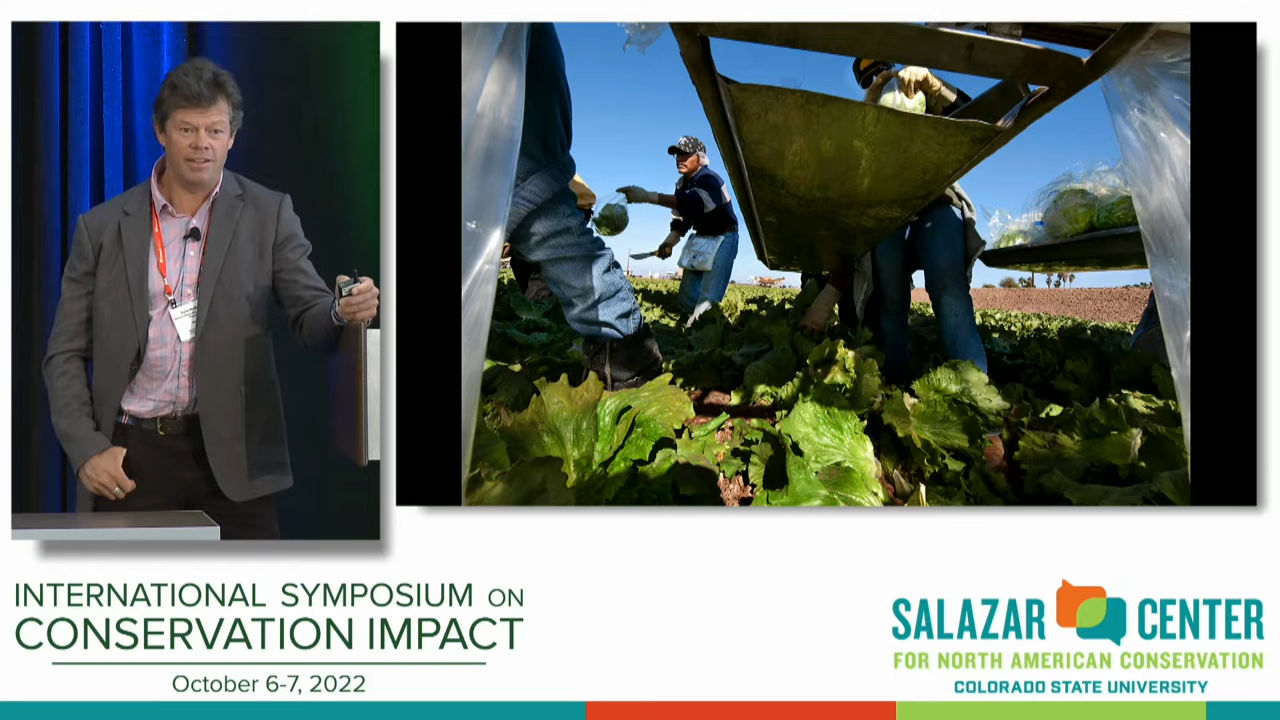 INTERNATIONAL SYMPOSIUM ON
CONSERVATION IMPACT
October 6-7, 2022
SALAZAR CENTER
FOR NORTH AMERICAN CONSERVATION
COLORADO STATE UNIVERSITY